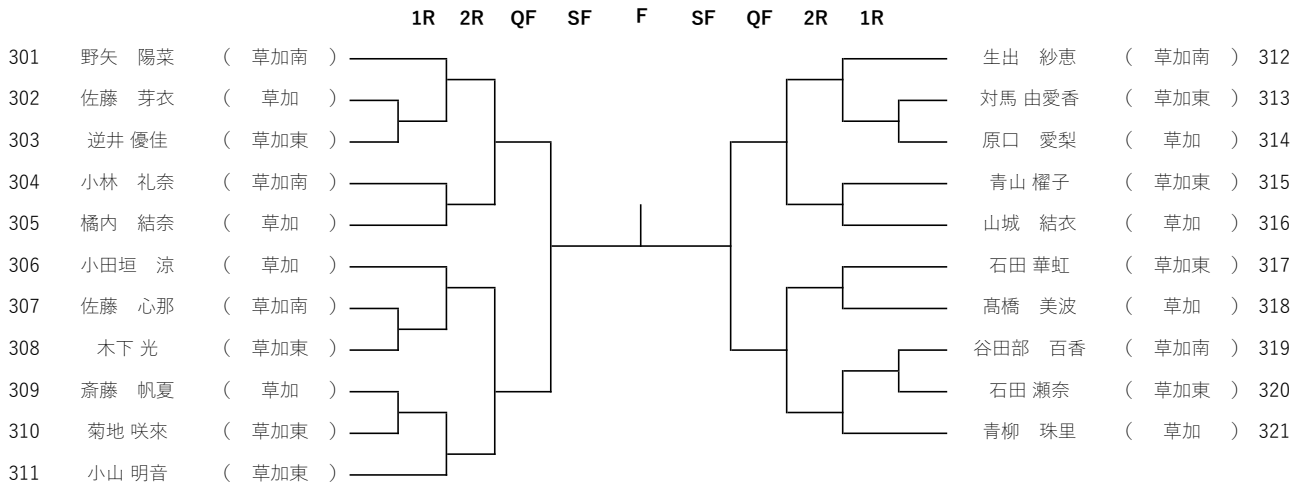 1R 2R QF SF F SF QF 2R 1R
301 野矢　陽菜 （　草加南　） 生出　紗恵 （　草加南　） 312
302 佐藤　芽衣 （　草加　） 対馬 由愛香 （　草加東　） 313
303 逆井 優佳 （　草加東　） 原口　愛梨 （　草加　） 314
304 小林　礼奈 （　草加南　） 青山 櫂子 （　草加東　） 315
305 橘内　結奈 （　草加　） 山城　結衣 （　草加　） 316
306 小田垣　涼 （　草加　） 石田 華虹 （　草加東　） 317
307 佐藤　心那 （　草加南　） 髙橋　美波 （　草加　） 318
308 木下 光 （　草加東　） 谷田部　百香 （　草加南　） 319
309 斎藤　帆夏 （　草加　） 石田 瀬奈 （　草加東　） 320
310 菊地 咲來 （　草加東　） 青柳　珠里 （　草加　） 321
311 小山 明音 （　草加東　）